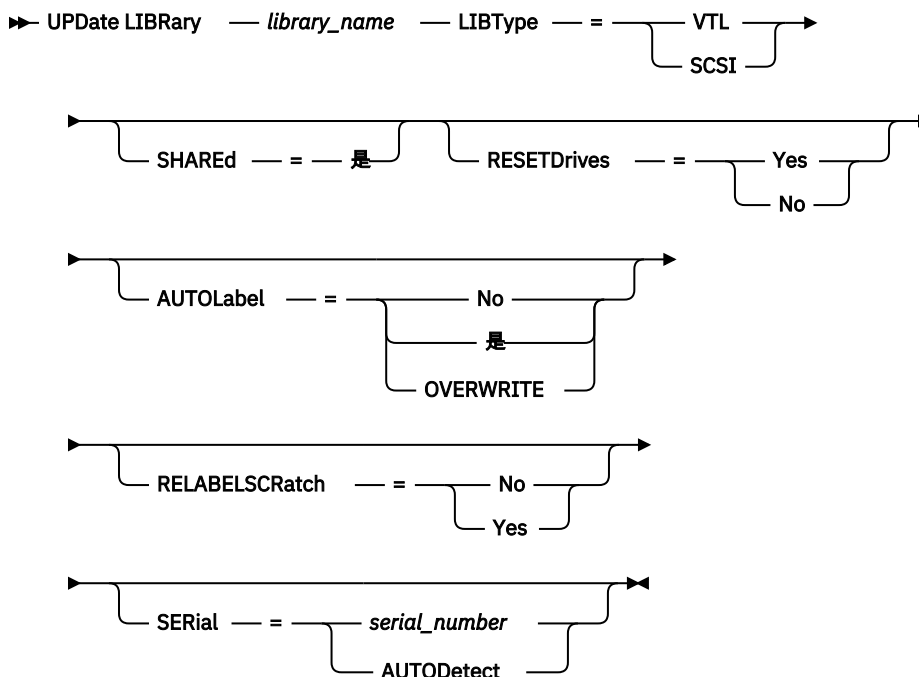 UPDate LIBRary library_name LIBType = VTL
SCSI
SHAREd = 是 RESETDrives = Yes
No
AUTOLabel = No
是
OVERWRITE
RELABELSCRatch = No
Yes
SERial = serial_number
AUTODetect